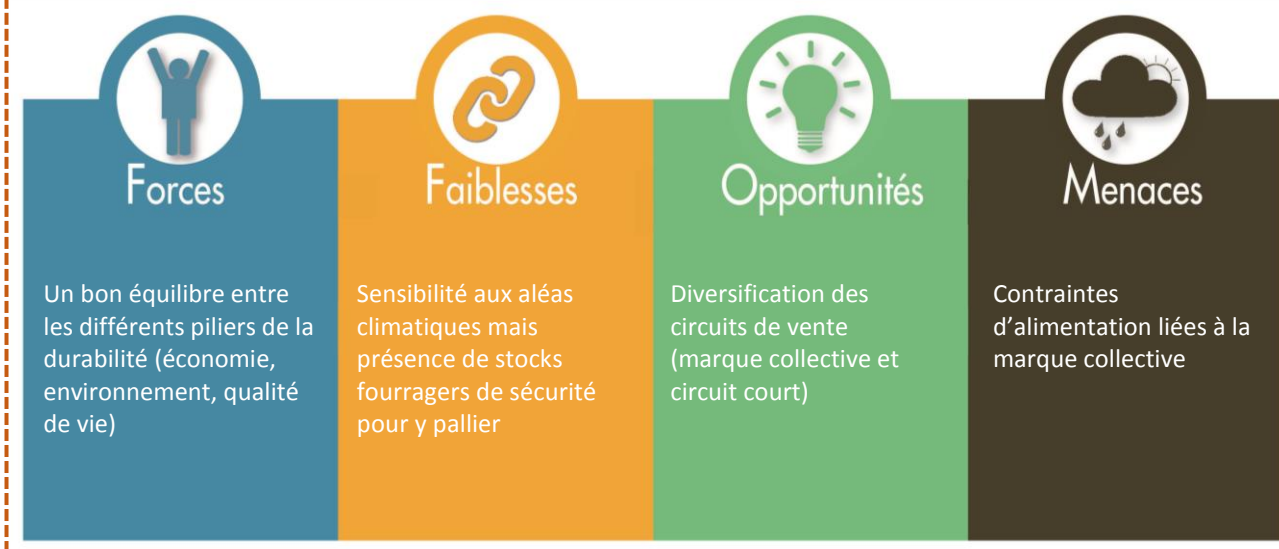 Forces
Un bon équilibre entre
les différents piliers de la
durabilité (économie,
environnement, qualité
de vie)
Faiblesses
Sensibilité aux aléas
climatiques mais
présence de stocks
fourragers de sécurité
pour y pallier
Opportunités
Diversification des
circuits de vente
(marque collective et
circuit court)
Menaces
Contraintes
d’alimentation liées à la
marque collective